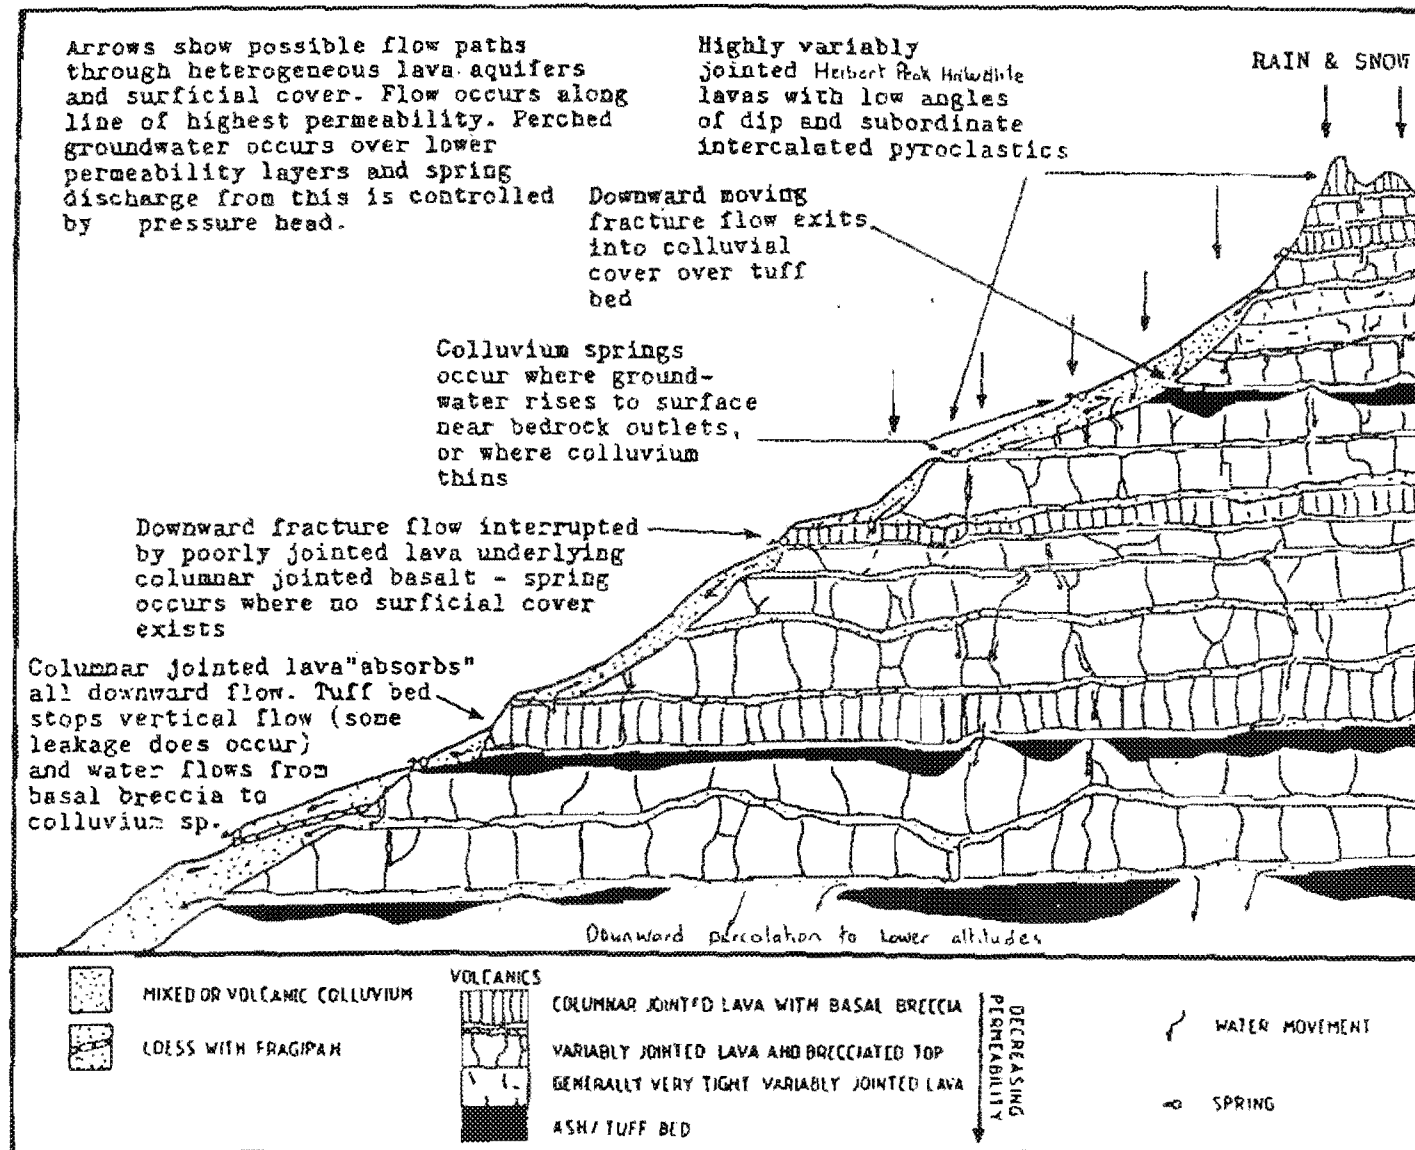 Arrows show possible flow paths
through heterogeneous lava aquifers
and surficial cover. Flow occurs along
line of highest permeability. Perched
groundwater occurs over lower
permeability layers and spring
discharge from this is controlled
by pressure head.
Highly variably
jointed Herbert Peak Hawaiite
lavas with low angles
of dip and subordinate
intercalated pyroclastics
RAIN & SNOW
Downward moving
fracture flow exits
into colluvial
cover over tuff
bed
Colluvium springs
occur where ground-
water rises to surface
near bedrock outlets,
or where colluvium
thins
Downward fracture flow interrupted
by poorly jointed lava underlying
columnar jointed basalt - spring
occurs where no surficial cover
exists
Columnar jointed lava "absorbs"
all downward flow. Tuff bed
stops vertical flow (some
leakage does occur)
and water flows from
basal breccia to
colluvium sp.
Downward percolation to lower altitudes
MIXED OR VOLCANIC COLLUVIUM
LOESS WITH FRAGIPAN
VOLCANICS
COLUMNAR JOINTED LAVA WITH BASAL BRECCIA
VARIABLY JOINTED LAVA AND BRECCIATED TOP
GENERALLY VERY TIGHT VARIABLY JOINTED LAVA
ASH/TUFF BED
DECREASING
PERMEABILITY
WATER MOVEMENT
SPRING